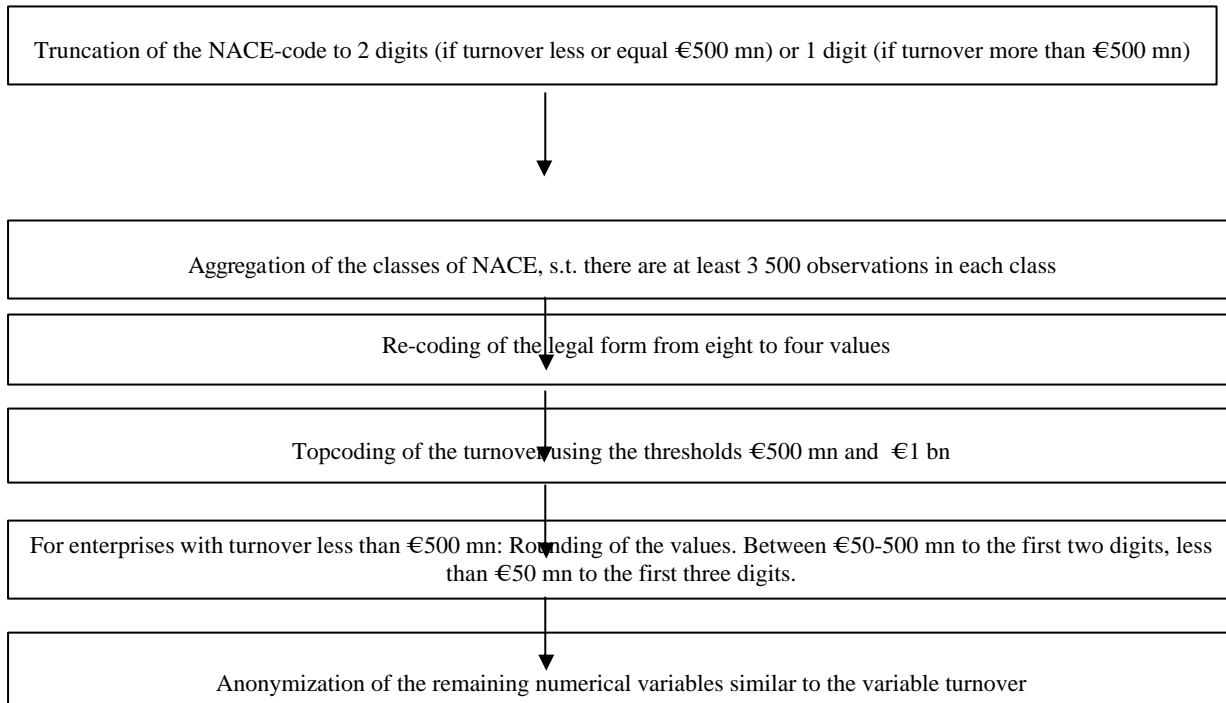 Truncation of the NACE-code to 2 digits (if turnover less or equal €500 mn) or 1 digit (if turnover more than €500 mn)
Aggregation of the classes of NACE, s.t. there are at least 3 500 observations in each class
Re-coding of the legal form from eight to four values
Topcoding of the turnover using the thresholds €500 mn and €1 bn
For enterprises with turnover less than €500 mn: Rounding of the values. Between €50-500 mn to the first two digits, less
than €50 mn to the first three digits.
Anonymization of the remaining numerical variables similar to the variable turnover